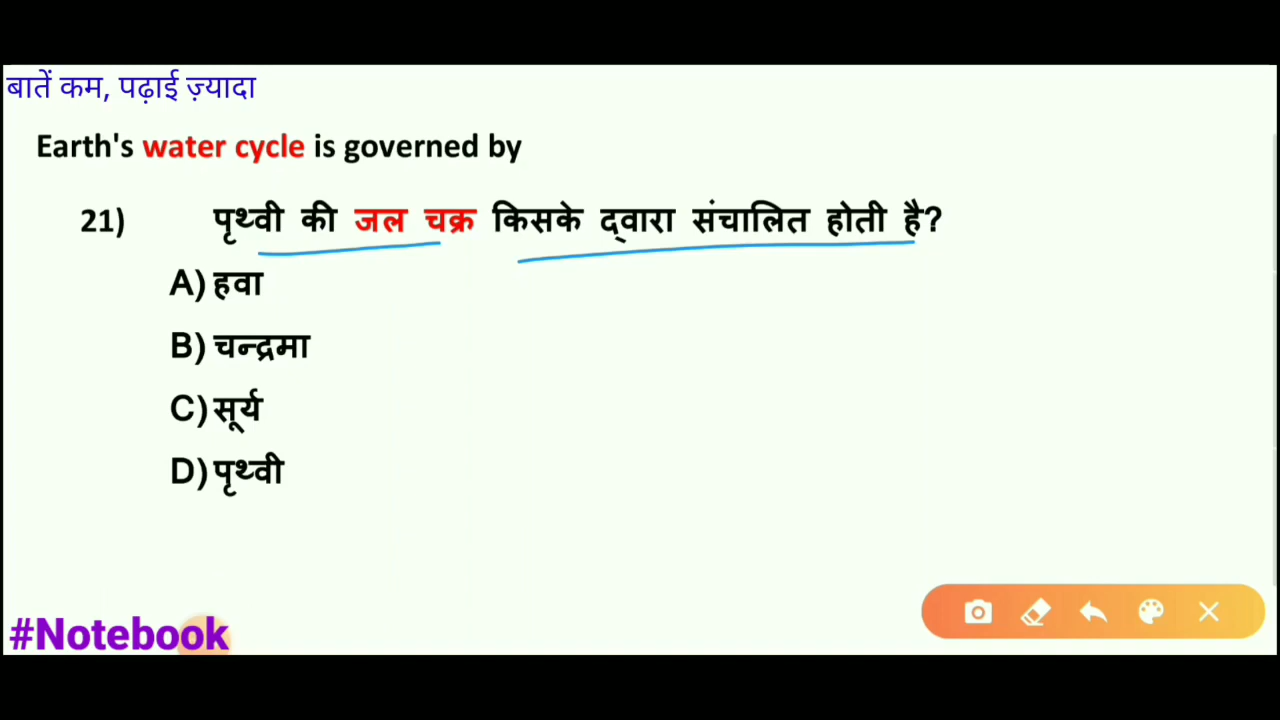 बातें कम, पढ़ाई ज़्यादा
Earth's water cycle is governed by
21) पृथ्वी की जल चक्र किसके द्वारा संचालित होती है?
A) हवा
B) चन्द्रमा
C) सूर्य
D) पृथ्वी
#Notebook